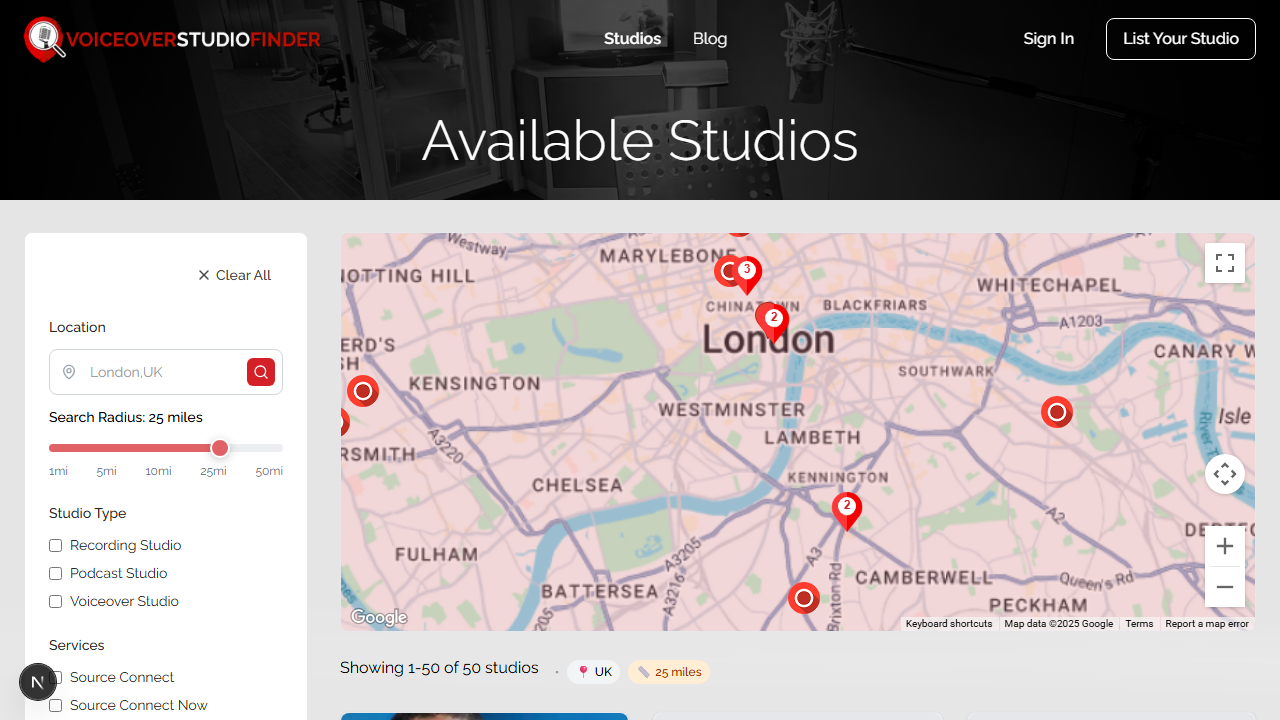 VOICEOVERSTUDIOFINDER
Studios
Blog
Sign In
List Your Studio
Available Studios
Clear All
Location
London,UK
Search Radius: 25 miles
1mi 5mi 10mi 25mi 50mi
Studio Type
Recording Studio
Podcast Studio
Voiceover Studio
Services
Source Connect
Source Connect Now
N
Westway
MARYLEBONE
NOTTING HILL
3
WHITECHAPEL
CHINATOWN
BLACKFRIARS
2
A1203
London
CANARY W
KENSINGTON
SOUTHWARK
WESTMINSTER
Isle
LAMBETH
A3220
River
KENNINGTON
CHELSEA
2
A2
FULHAM
A3205
A3
BATTERSEA
A3216
Brixton Rd
CAMBERWELL
Queen's Rd
PECKHAM
Google
Keyboard shortcuts
Map data ©2025 Google
Terms
Report a map error
Showing 1-50 of 50 studios
•
UK
25 miles